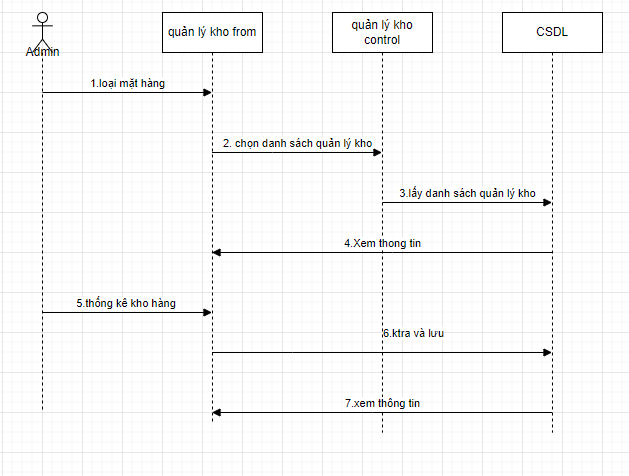 Admin
quản lý kho from
quản lý kho
control
CSDL
1.loại mặt hàng
2. chọn danh sách quản lý kho
3.lấy danh sách quản lý kho
4.Xem thong tin
5.thống kê kho hàng
6.ktra và lưu
7.xem thông tin